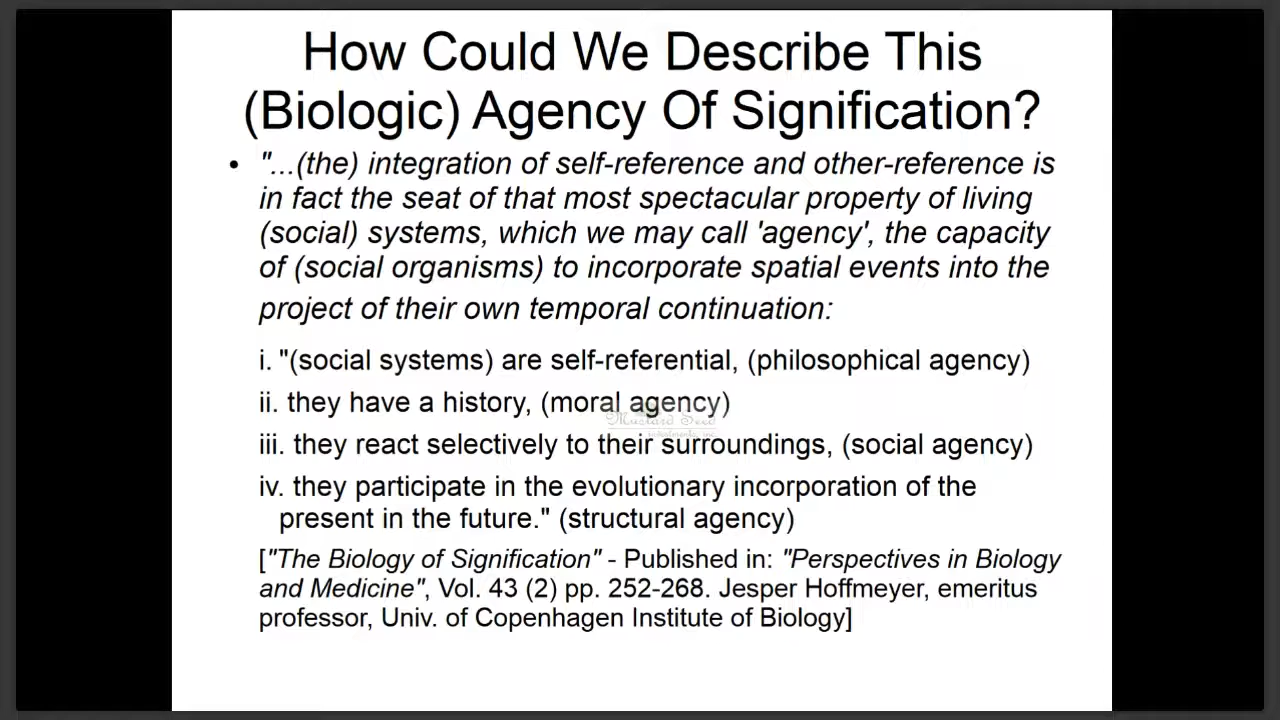 How Could We Describe This
(Biologic) Agency Of Signification?
• "...(the) integration of self-reference and other-reference is
in fact the seat of that most spectacular property of living
(social) systems, which we may call 'agency', the capacity
of (social organisms) to incorporate spatial events into the
project of their own temporal continuation:
i. "(social systems) are self-referential, (philosophical agency)
ii. they have a history, (moral agency)
Mustard Seed
iii. they react selectively to their surroundings, (social agency)
iv. they participate in the evolutionary incorporation of the
present in the future." (structural agency)
["The Biology of Signification" - Published in: "Perspectives in Biology
and Medicine", Vol. 43 (2) pp. 252-268. Jesper Hoffmeyer, emeritus
professor, Univ. of Copenhagen Institute of Biology]